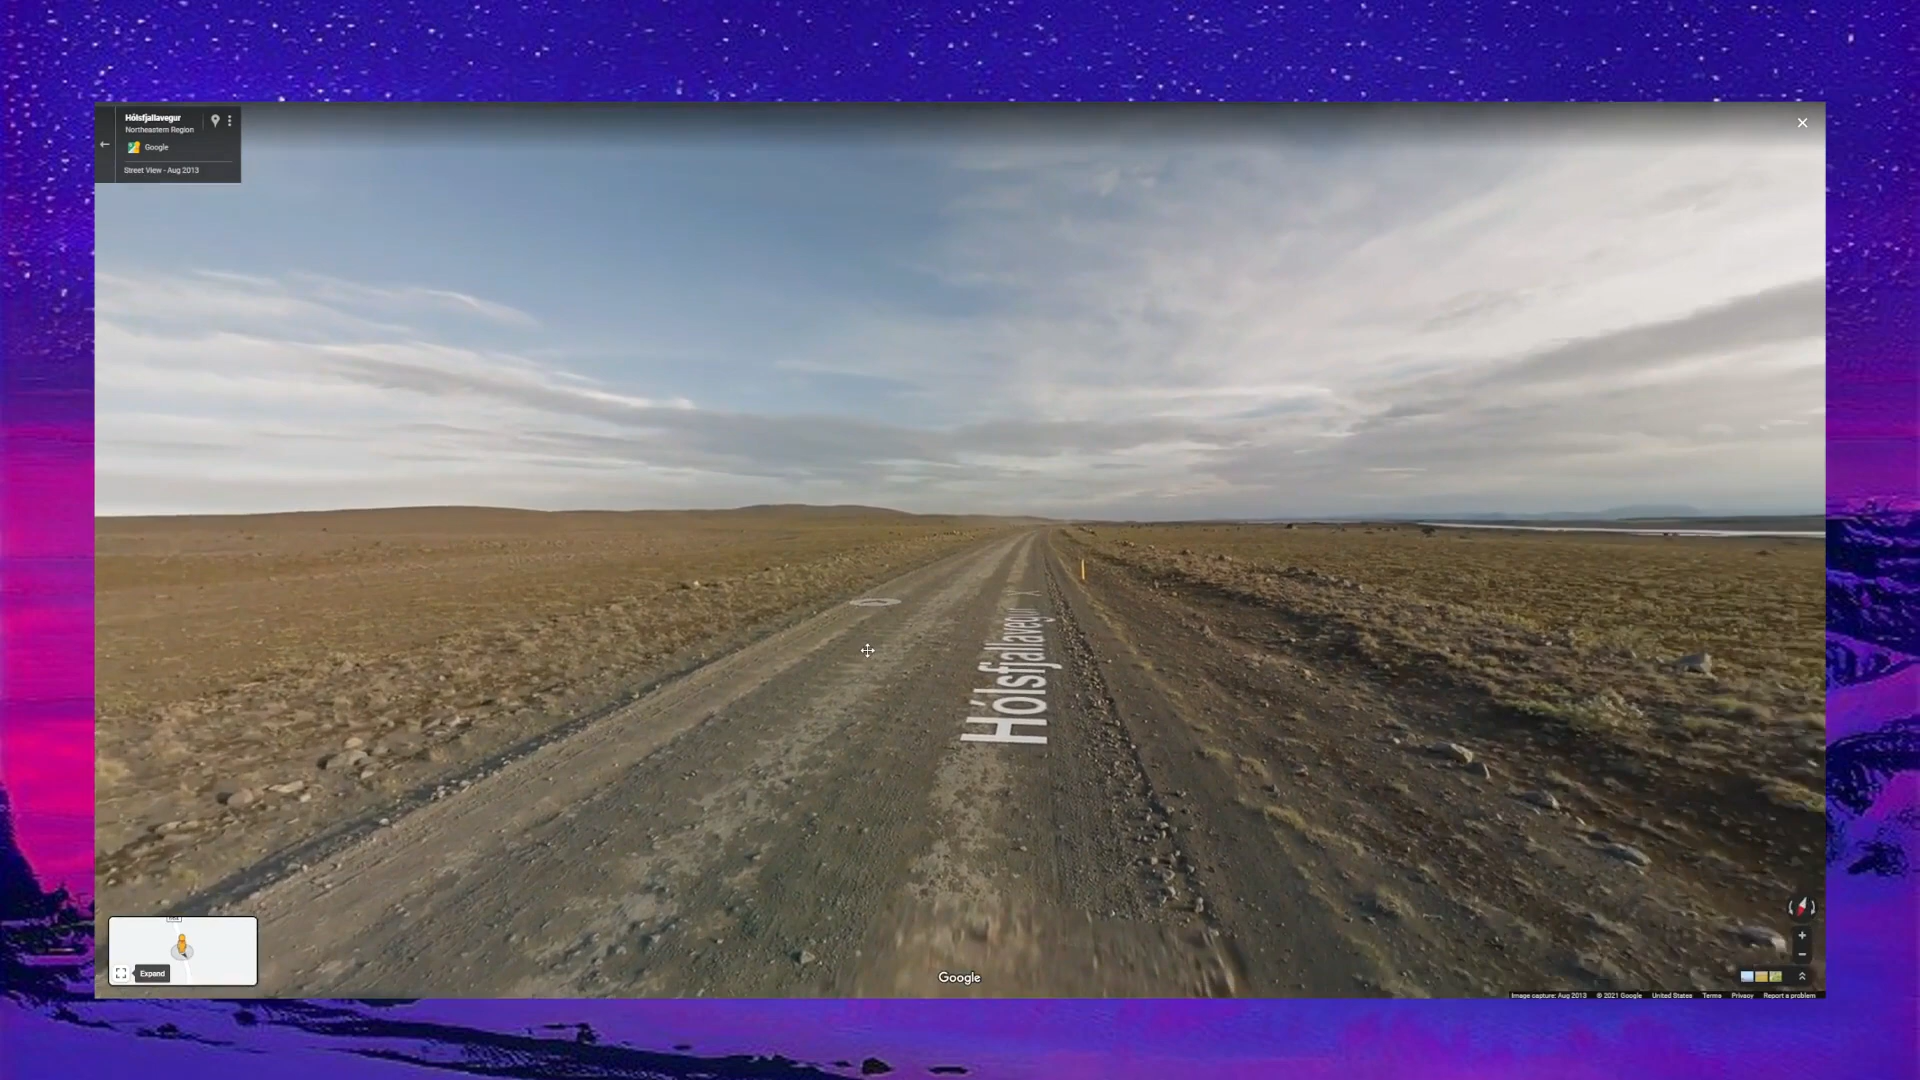 Hólsfjallavegur
Northeastern Region
Google
Street View - Aug 2013
Hólsfjallavegur
Expand
Google
Image capture: Aug 2013 © 2021 Google United States Terms Privacy Report a problem